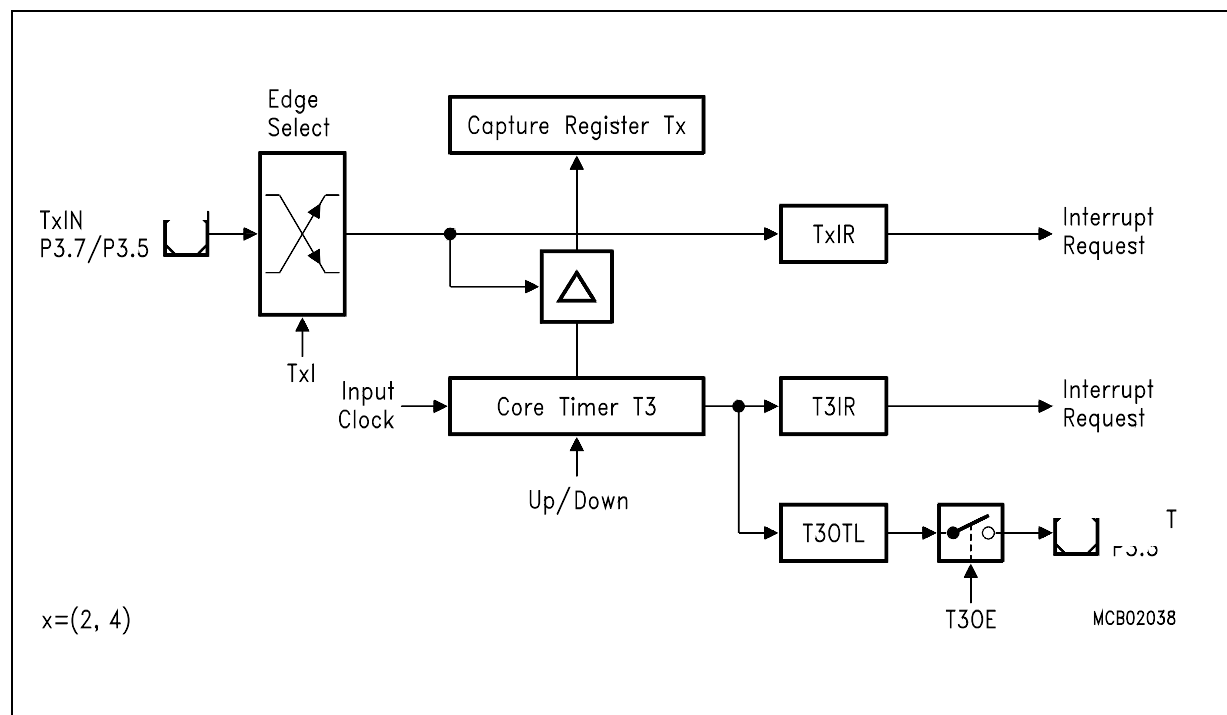 Edge
Select
Capture Register Tx
TxIN
P3.7/P3.5
TxIR
Interrupt
Request
TxI
Input
Clock
Core Timer T3
T3IR
Interrupt
Request
Up/Down
T3OTL
T
T3OE
x=(2, 4)
MCB02038